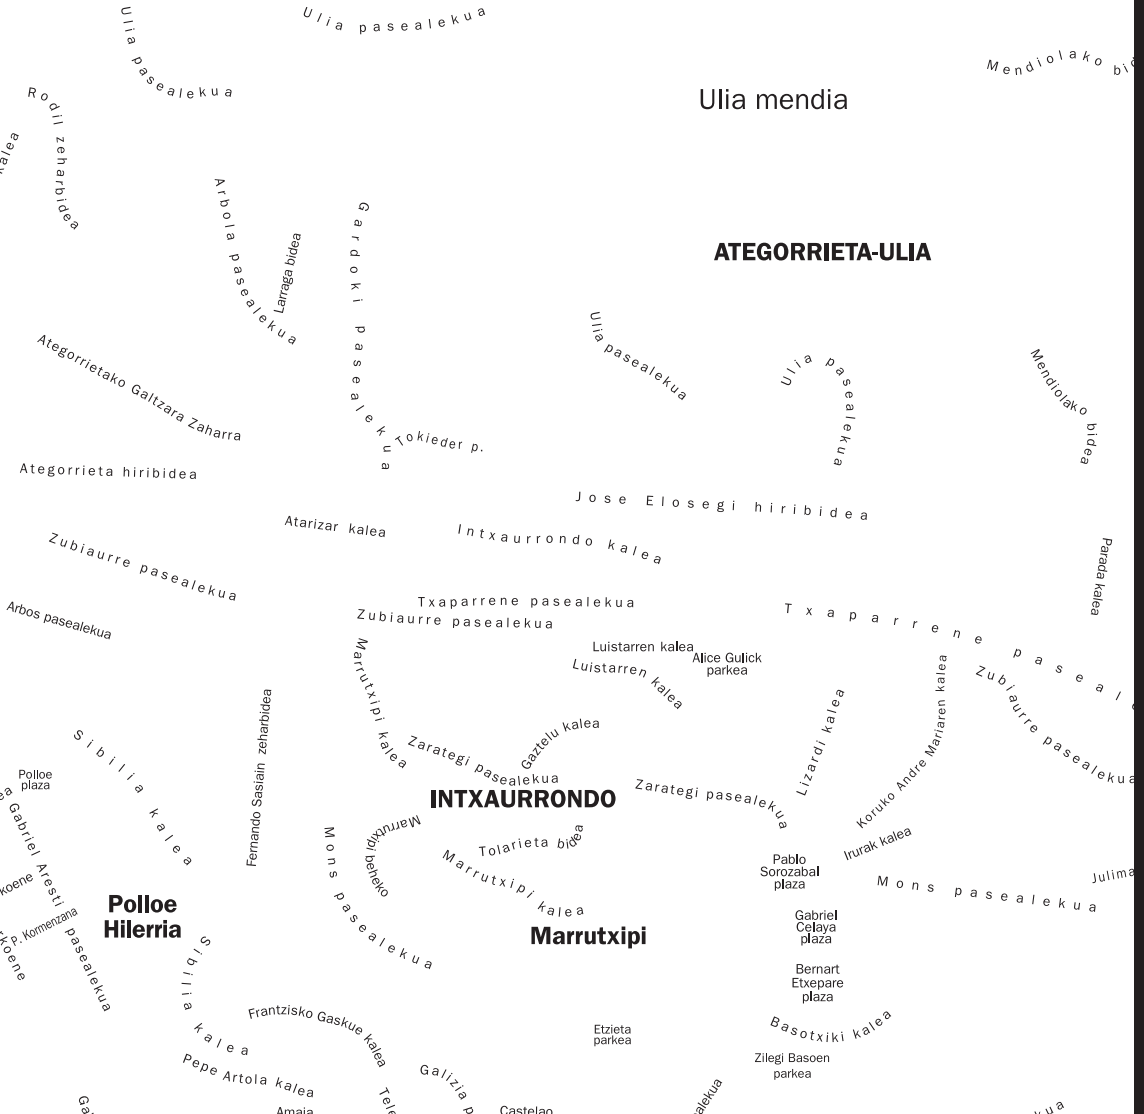 Ulia pasealekua
Ulia pasealekua
Mendiolako
Ulia mendia
Rodil zeharbidea
kalea
Arbola pasealekua
Larraga bidea
Gardoki pasealekua
ATEGORRIETA-ULIA
Ulia pasealekua
Ulia pasealekua
Mendiolako bidea
Ategorrietako Galtzara Zaharra
Tokieder p.
Ategorrieta hiribidea
Jose Elosegi hiribidea
Atarizar kalea
Intxaurrondo kalea
Zubiaurre pasealekua
Parada kalea
Arbos pasealekua
Txaparrene pasealekua
Zubiaurre pasealekua
Txaparrene
Luistarren kalea
Alice Gulick
parkea
Luistarren kalea
Marrutxipi kalea
Zubiaurre pasealekua
Koruko Andre Mariaren kalea
Lizardi kalea
Fernando Sasiain zeharbidea
Sibilia kalea
Gaztelu kalea
Zarategi pasealekua
Zarategi pasealekua
INTXAURRONDO
Polloe
plaza
Gabriel Aresti pasealekua
Marrutxipi beheko
Tolarieta bidea
Marrutxipi kalea
Mons pasealekua
Irurak kalea
Pablo
Sorozabal
plaza
Mons pasealekua
Polloe
Hilerria
P. Kormenzana
Marrutxipi
Gabriel
Celaya
plaza
Bernart
Etxepare
plaza
Sibilia kalea
Frantzisko Gaskue kalea
Etzieta
parkea
Basotxiki kalea
Zilegi Basoen
parkea
Pepe Artola kalea
Galizia
Amaia
Castelao